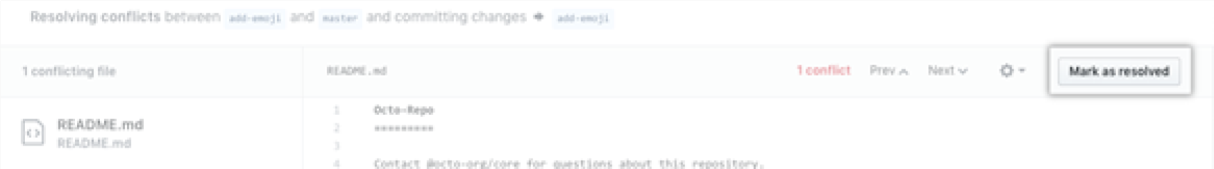 Resolving conflicts between add-emoji and master and committing changes → add-emoji
1 conflicting file
README.md
1 conflict Prev Next
Mark as resolved
README.md
README.md
1 Octo-Repo
2 =========
3
4 Contact @octo-org/core for questions about this repository.